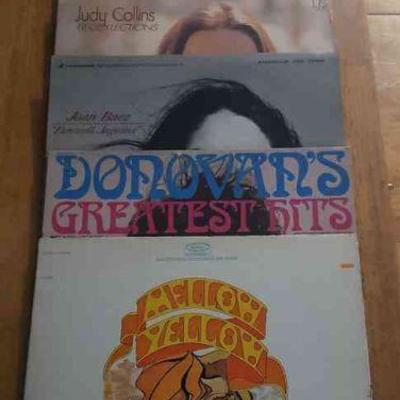 Judy Collins
RECOLLECTIONS
Joan Baez
Farewell, Angelina
DONOVAN'S
GREATEST HITS
MELLOW
YELLOW